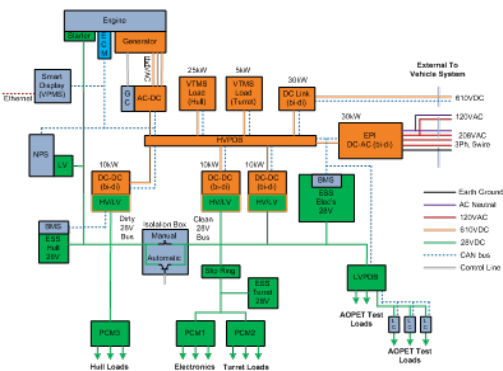 Engine
Starter
ECM
Generator
Smart
Display
(VPMS)
Ethernet
GC
AC-DC
25kW
VTMS
Load
(Hull)
5kW
VTMS
Load
(Turret)
30kW
DC Link
(bi-di)
External To
Vehicle System
610VDC
120VAC
208VAC
3Ph, 5wire
30kW
EPI
DC-AC (bi-di)
HVPDB
NPS
LV
10kW
DC-DC
(bi-di)
HV/LV
10kW
DC-DC
(bi-di)
HV/LV
10kW
DC-DC
(bi-di)
HV/LV
BMG
ESS
Elec's
28V
BMG
ESS
Hull
28V
Dirty
28V
Bus
Isolation Box
Manual
Automatic
Clean
28V
Bus
Slip Ring
ESS
Turret
28V
Earth Ground
AC Neutral
120VAC
610VDC
28VDC
CAN bus
Control Line
LVPDB
AOPET Test
Loads
AOPET Test
Loads
PCM3
PCM1
PCM2
Hull Loads
Electronics
Turret Loads